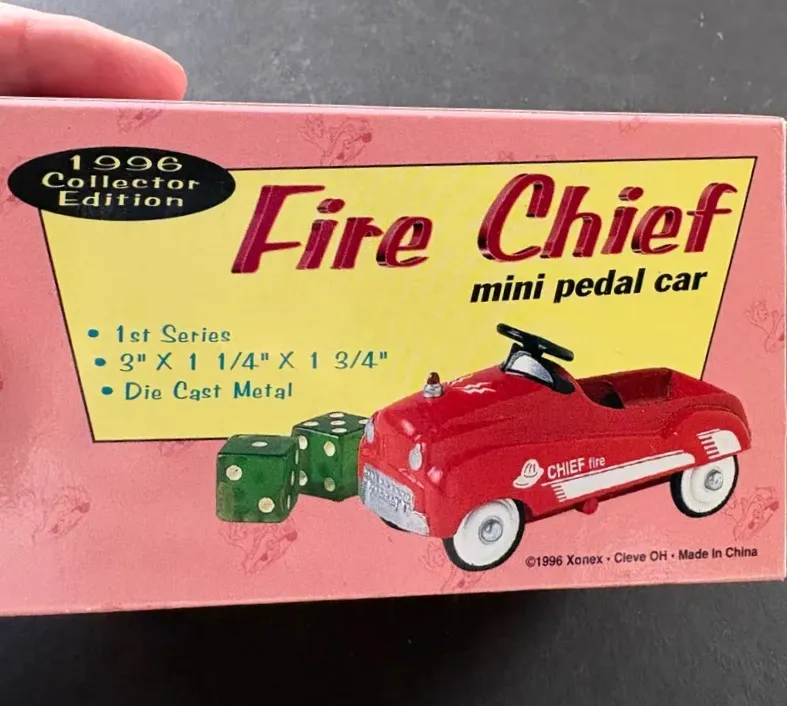 1996
Collector
Edition
Fire Chief
mini pedal car
• 1st Series
• 3" X 1 1/4" X 1 3/4"
• Die Cast Metal
CHIEF fire
©1996 Xonex • Cleve OH • Made In China